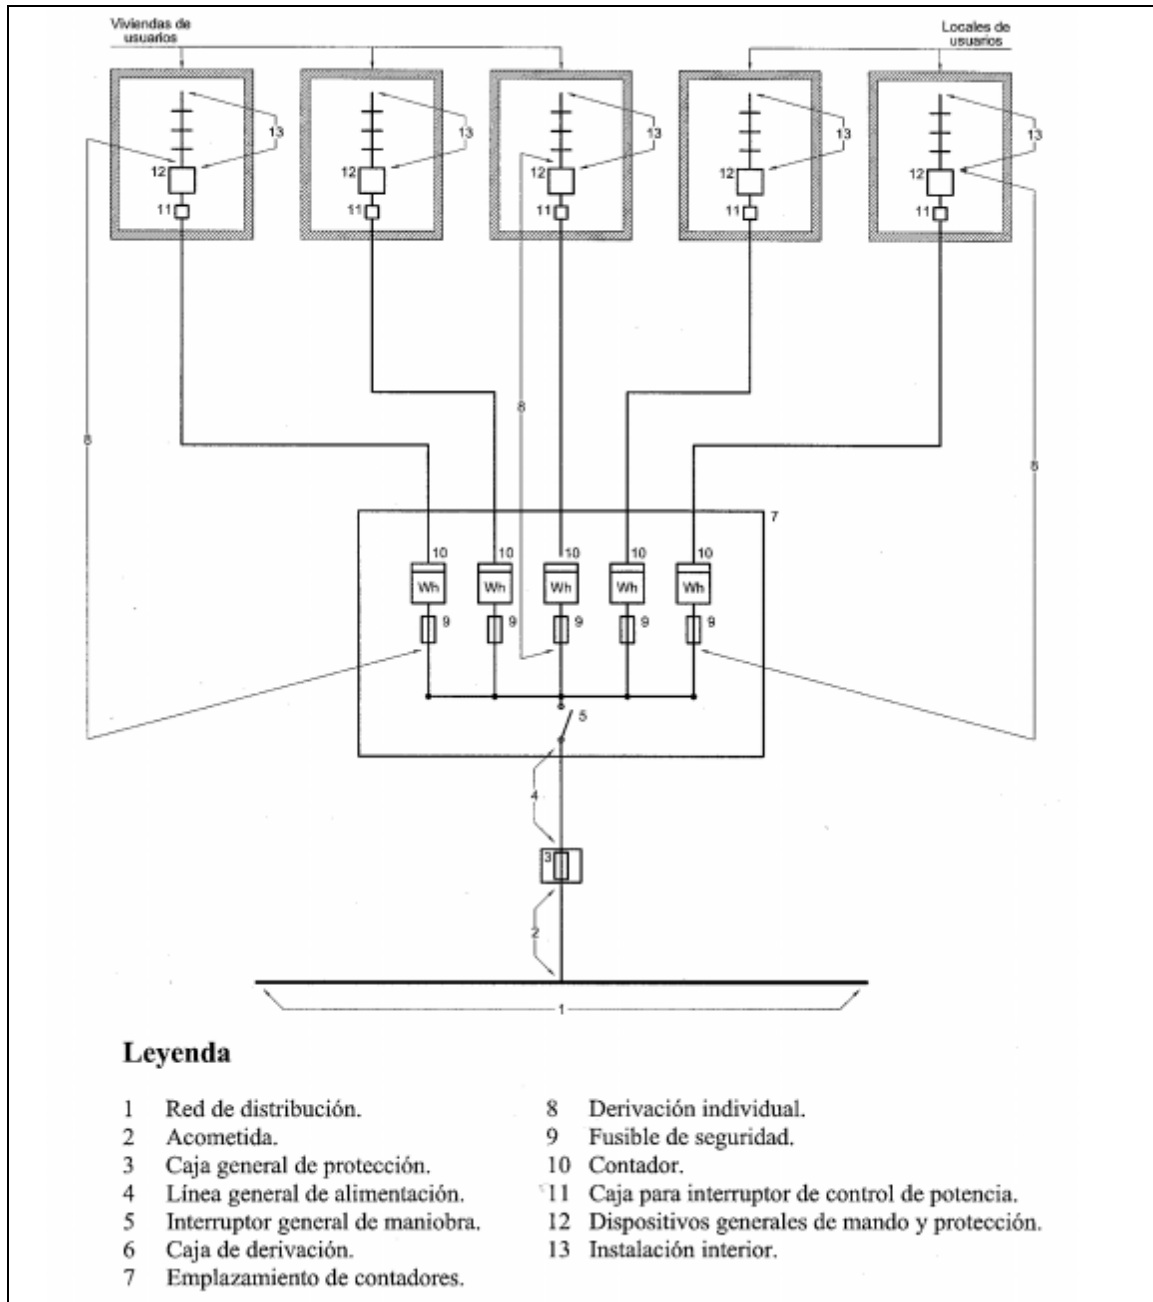 Viviendas de
usuarios
Locales de
usuarios
13
13
13
13
13
12
12
12
12
12
11
11
11
11
11
8
8
8
7
10
10
10
10
10
Wh
Wh
Wh
Wh
Wh
9
9
9
9
9
5
4
3
2
1
Leyenda
1 Red de distribución.
2 Acometida.
3 Caja general de protección.
4 Línea general de alimentación.
5 Interruptor general de maniobra.
6 Caja de derivación.
7 Emplazamiento de contadores.
8 Derivación individual.
9 Fusible de seguridad.
10 Contador.
11 Caja para interruptor de control de potencia.
12 Dispositivos generales de mando y protección.
13 Instalación interior.